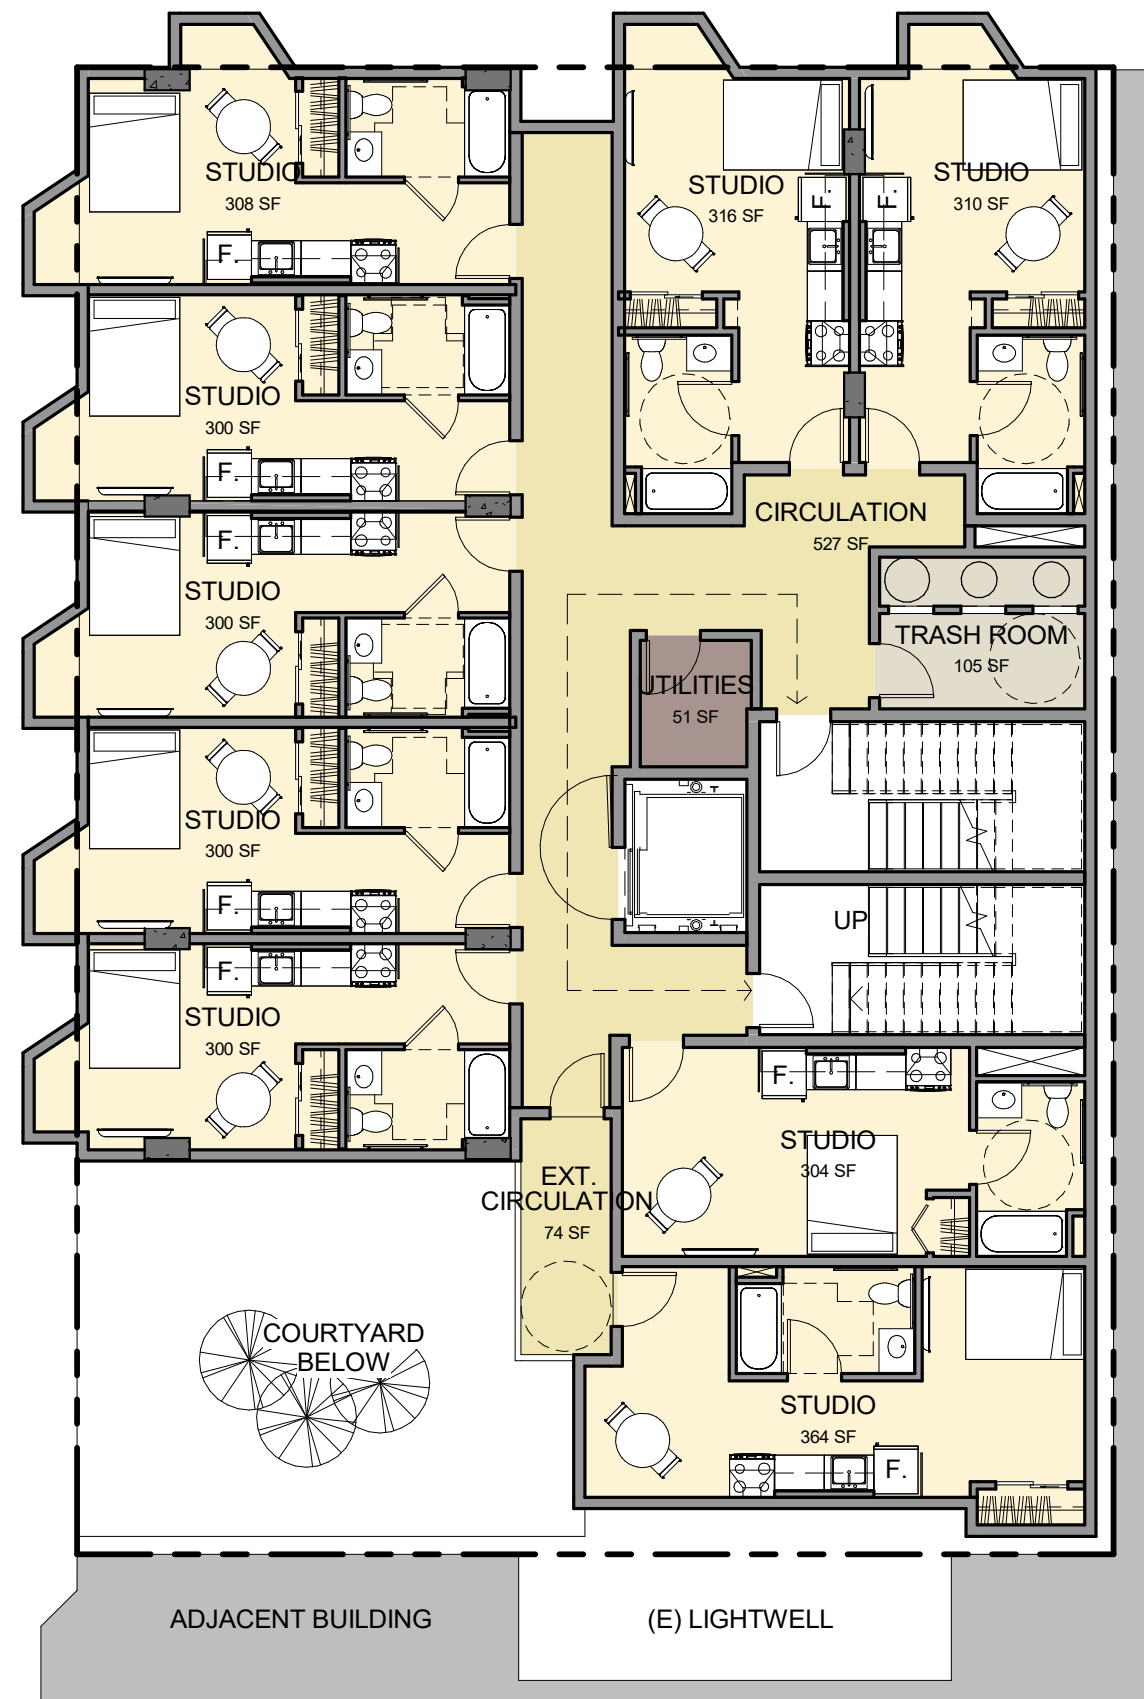 STUDIO
308 SF
F.
STUDIO
316 SF
F.
F.
STUDIO
310 SF
STUDIO
300 SF
F.
CIRCULATION
527 SF
F.
STUDIO
300 SF
TRASH ROOM
105 SF
UTILITIES
51 SF
STUDIO
300 SF
F.
UP
F.
STUDIO
300 SF
F.
STUDIO
304 SF
EXT.
CIRCULATION
74 SF
COURTYARD
BELOW
STUDIO
364 SF
F.
ADJACENT BUILDING
(E) LIGHTWELL